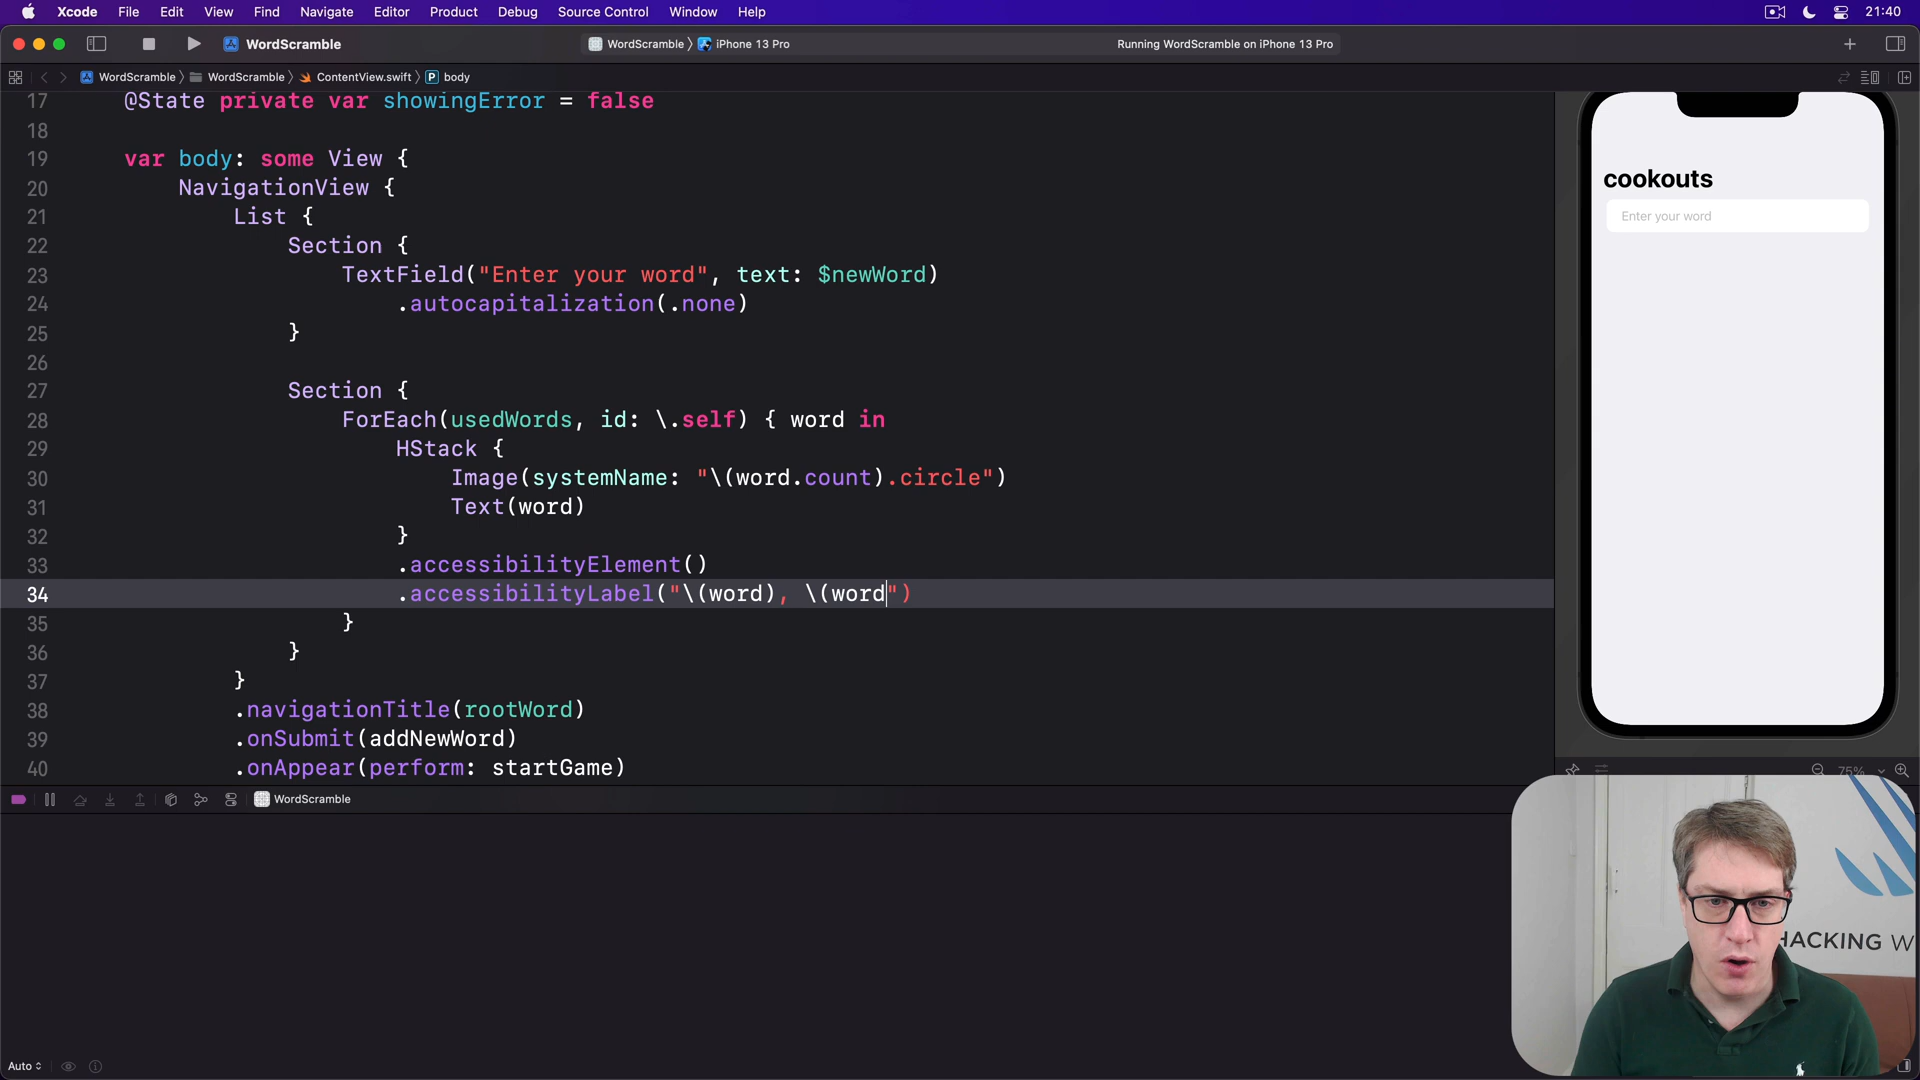 Xcode File Edit View Find Navigate Editor Product Debug Source Control Window Help 21:40
WordScramble WordScramble 〉 iPhone 13 Pro Running WordScramble on iPhone 13 Pro
WordScramble 〉 WordScramble 〉 ContentView.swift 〉 P body
17 @State private var showingError = false
18
19 var body: some View {
20 NavigationView {
21 List {
22 Section {
23 TextField("Enter your word", text: $newWord)
24 .autocapitalization(.none)
25 }
26
27 Section {
28 ForEach(usedWords, id: \.self) { word in
29 HStack {
30 Image(systemName: "\(word.count).circle")
31 Text(word)
32 }
33 .accessibilityElement()
34 .accessibilityLabel("\(word), \(word")
35 }
36 }
37 }
38 .navigationTitle(rootWord)
39 .onSubmit(addNewWord)
40 .onAppear(perform: startGame)
cookouts
Enter your word
75%
WordScramble
HACKING W
Auto